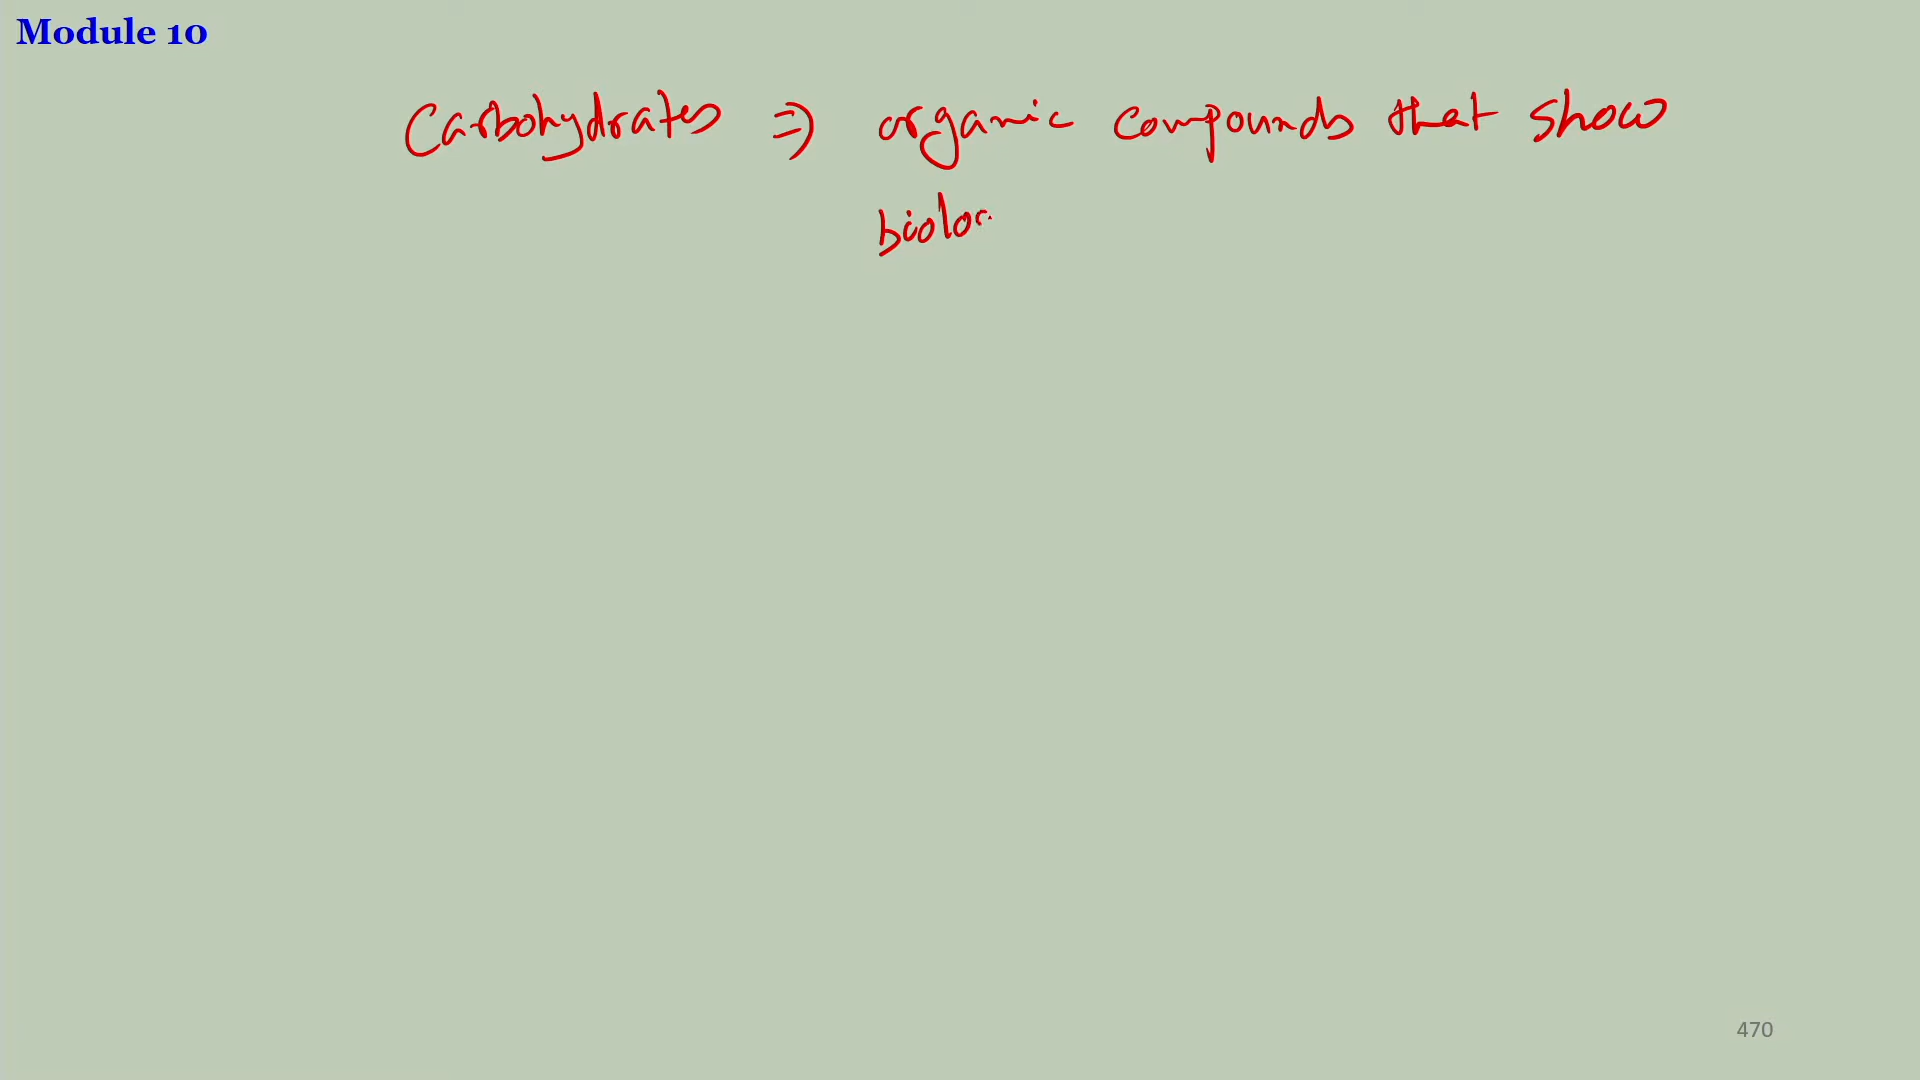 Module 10
Carbohydrates ⇒ organic compounds that show
biolo
470